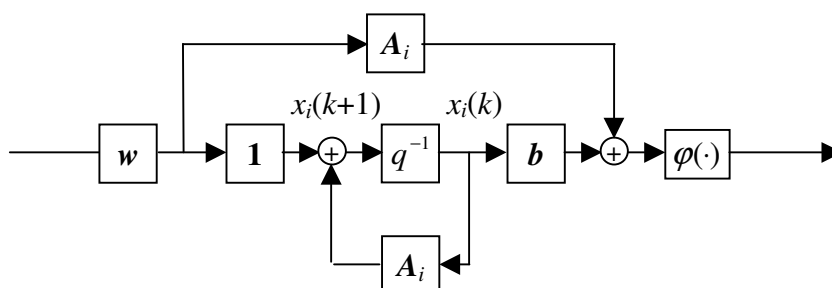 A_i
x_i(k+1) x_i(k)
w 1 + q^{-1} b + φ(·)
A_i